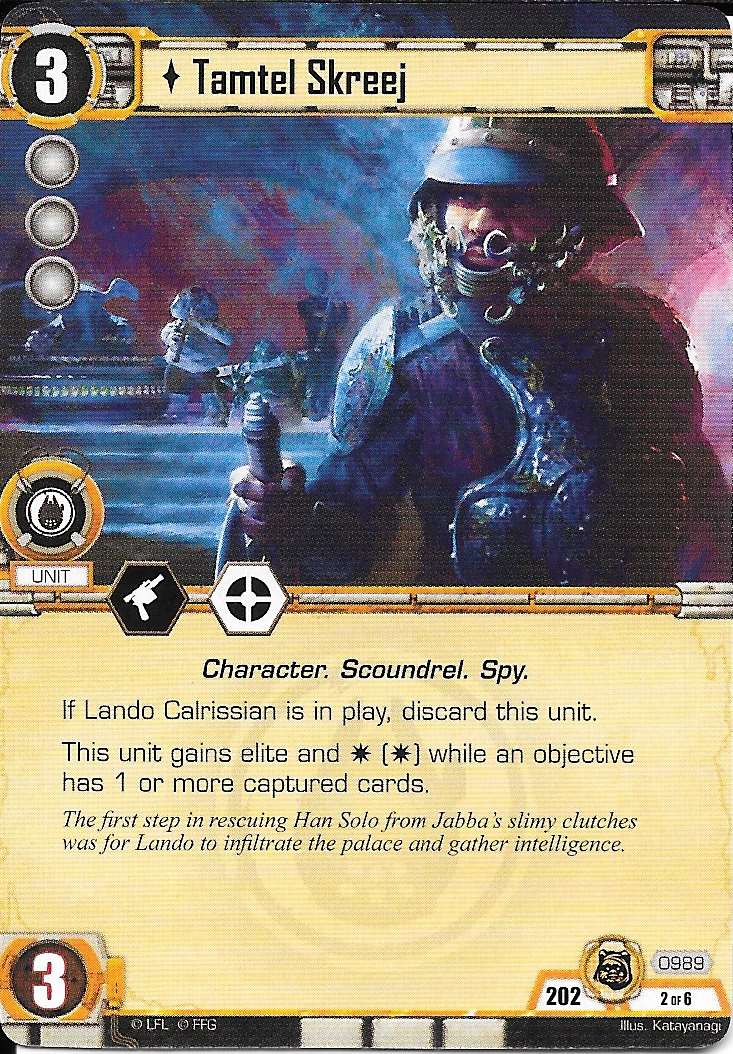 3
Tamtel Skreej
UNIT
Character. Scoundrel. Spy.
If Lando Calrissian is in play, discard this unit.
This unit gains elite and ✷ (✷) while an objective
has 1 or more captured cards.
The first step in rescuing Han Solo from Jabba's slimy clutches
was for Lando to infiltrate the palace and gather intelligence.
3
0989
202
2 OF 6
© LFL © FFG
Illus. Katayanagi